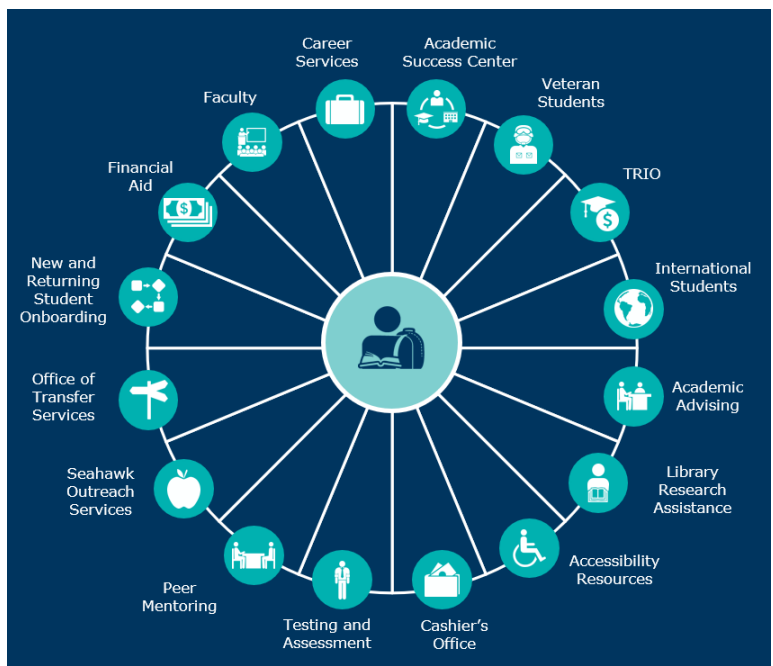 Career
Services
Academic
Success Center
Veteran
Students
TRIO
International
Students
Academic
Advising
Library
Research
Assistance
Accessibility
Resources
Cashier's
Office
Testing and
Assessment
Peer
Mentoring
Seahawk
Outreach
Services
Office of
Transfer
Services
New and
Returning
Student
Onboarding
Financial
Aid
Faculty